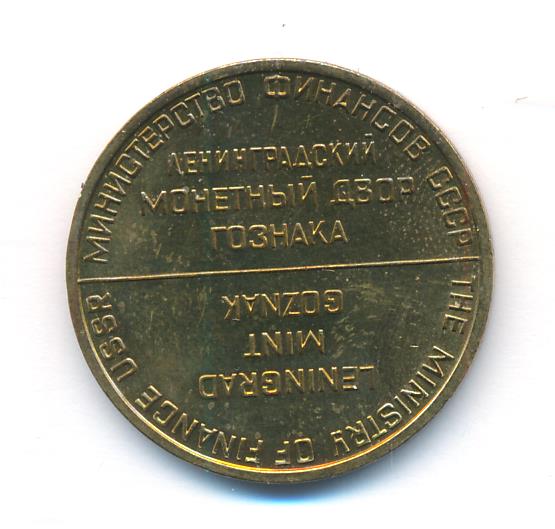 МИНИСТЕРСТВО ФИНАНСОВ СССР
ЛЕНИНГРАДСКИЙ
МОНЕТНЫЙ ДВОР
ГОЗНАКА
THE MINISTRY OF FINANCE USSR
LENINGRAD
MINT
GOZNAK